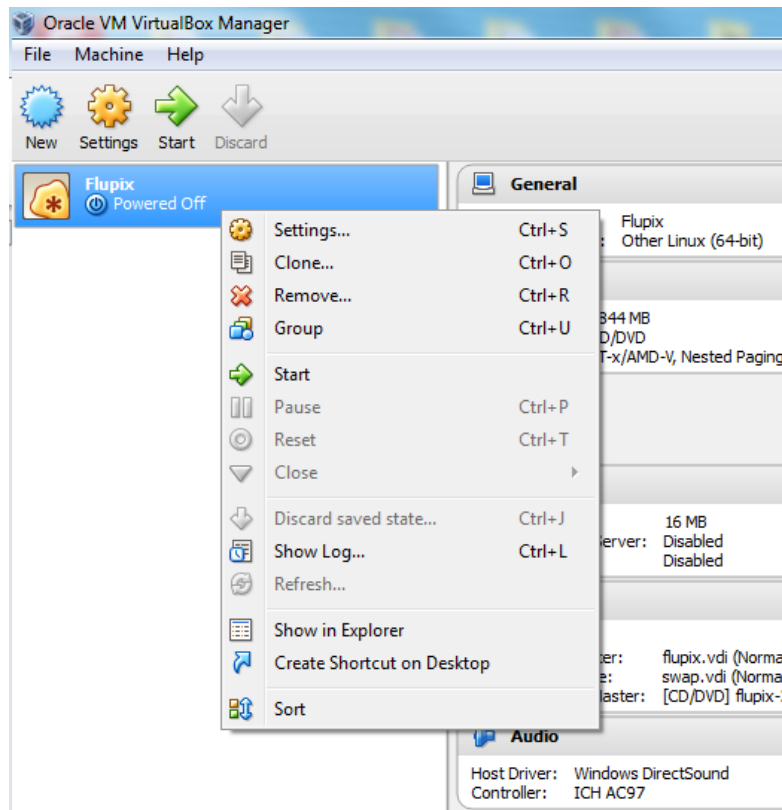 Oracle VM VirtualBox Manager
File Machine Help
New Settings Start Discard
Flupix
Powered Off
General
Flupix
: Other Linux (64-bit)
Settings... Ctrl+S
Clone... Ctrl+O
Remove... Ctrl+R
Group Ctrl+U
Start
Pause Ctrl+P
Reset Ctrl+T
Close
Discard saved state... Ctrl+J
Show Log... Ctrl+L
Refresh...
Show in Explorer
Create Shortcut on Desktop
Sort
844 MB
D/DVD
T-x/AMD-V, Nested Paging
16 MB
erver: Disabled
Disabled
ter: flupix.vdi (Norma
e: swap.vdi (Norma
laster: [CD/DVD] flupix-
Audio
Host Driver: Windows DirectSound
Controller: ICH AC97